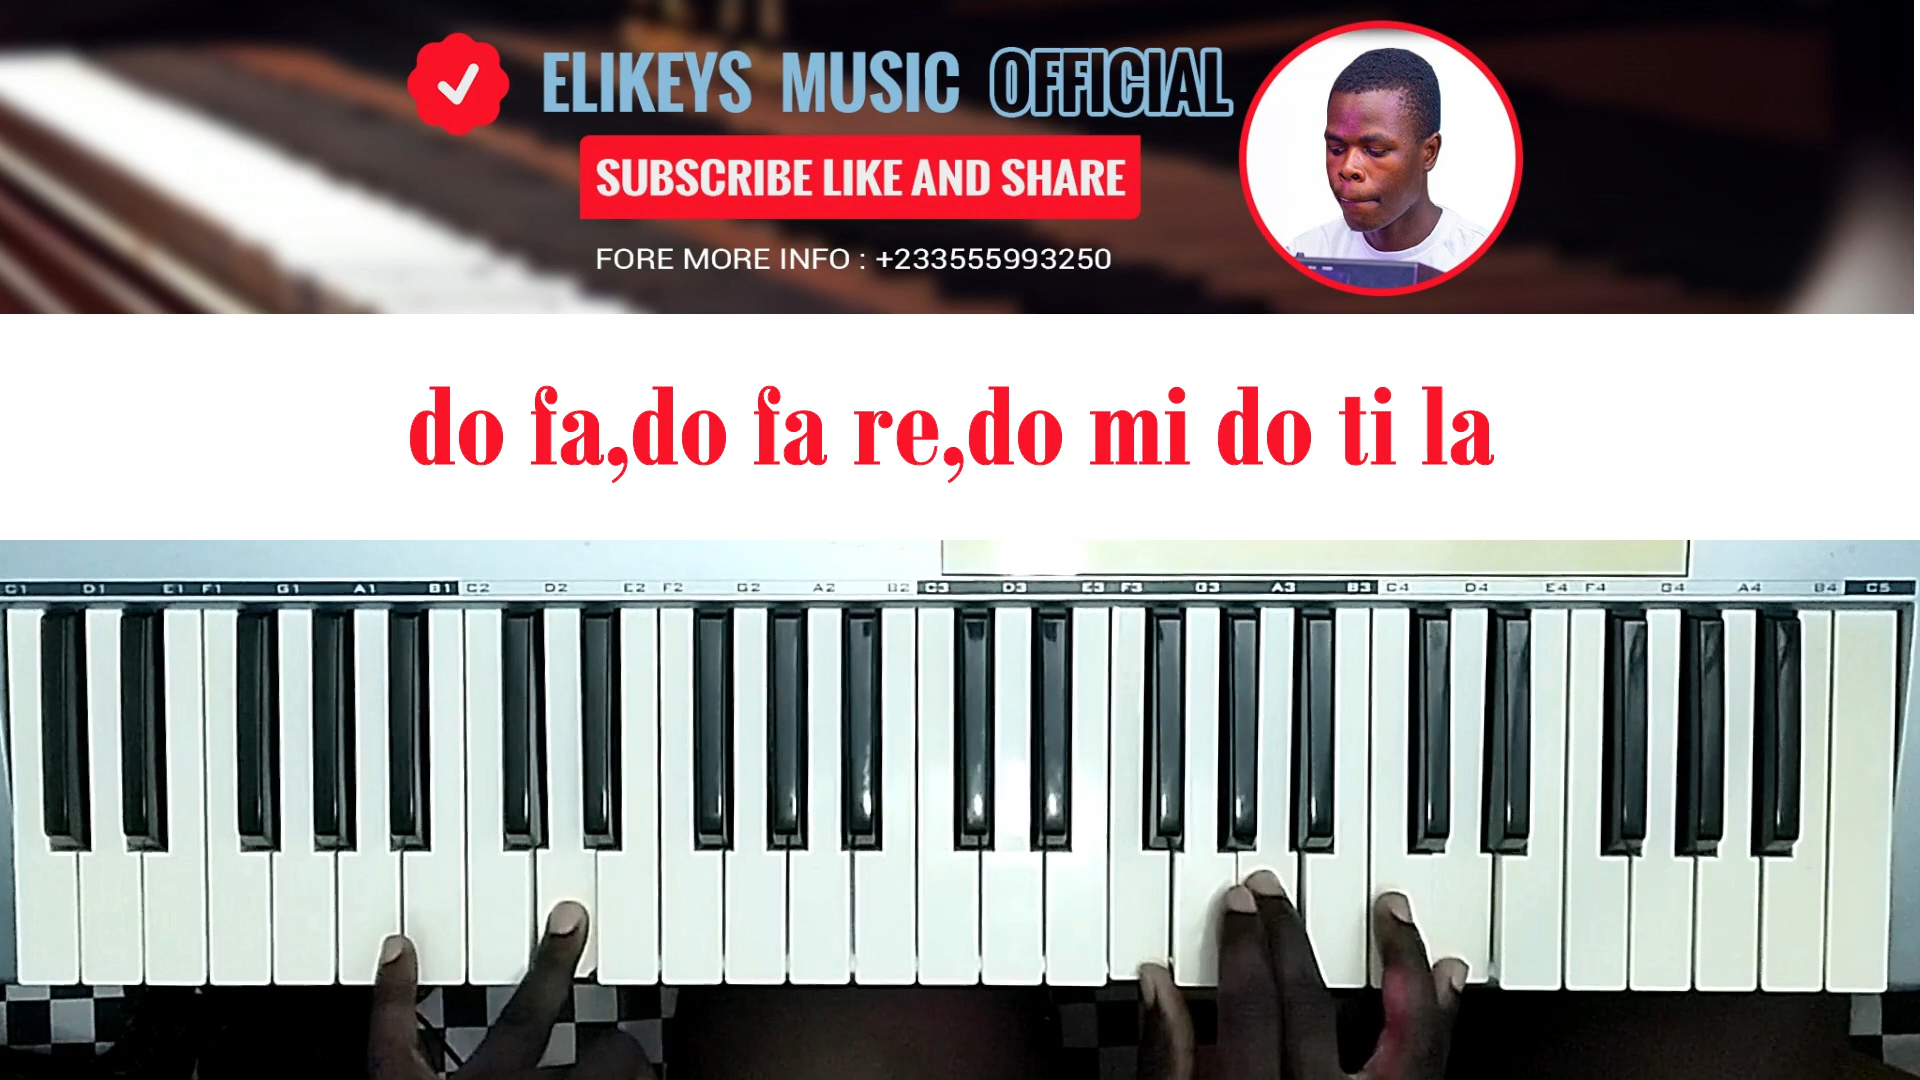 ELIKEYS MUSIC OFFICIAL
SUBSCRIBE LIKE AND SHARE
FORE MORE INFO : +233555993250
do fa,do fa re,do mi do ti la
C1 D1 E1 F1 G1 A1 B1 C2 D2 E2 F2 G2 A2 B2 C3 D3 E3 F3 G3 A3 B3 C4 D4 E4 F4 G4 A4 B4 C5